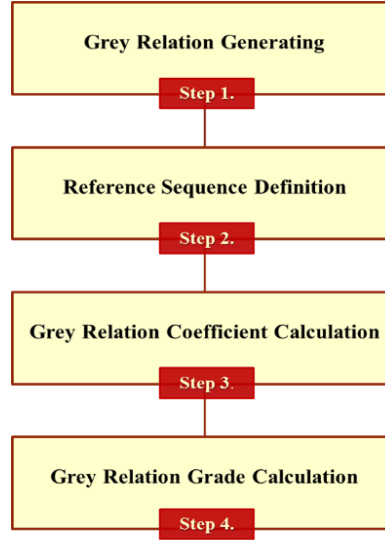 Grey Relation Generating
Step 1.
Reference Sequence Definition
Step 2.
Grey Relation Coefficient Calculation
Step 3.
Grey Relation Grade Calculation
Step 4.